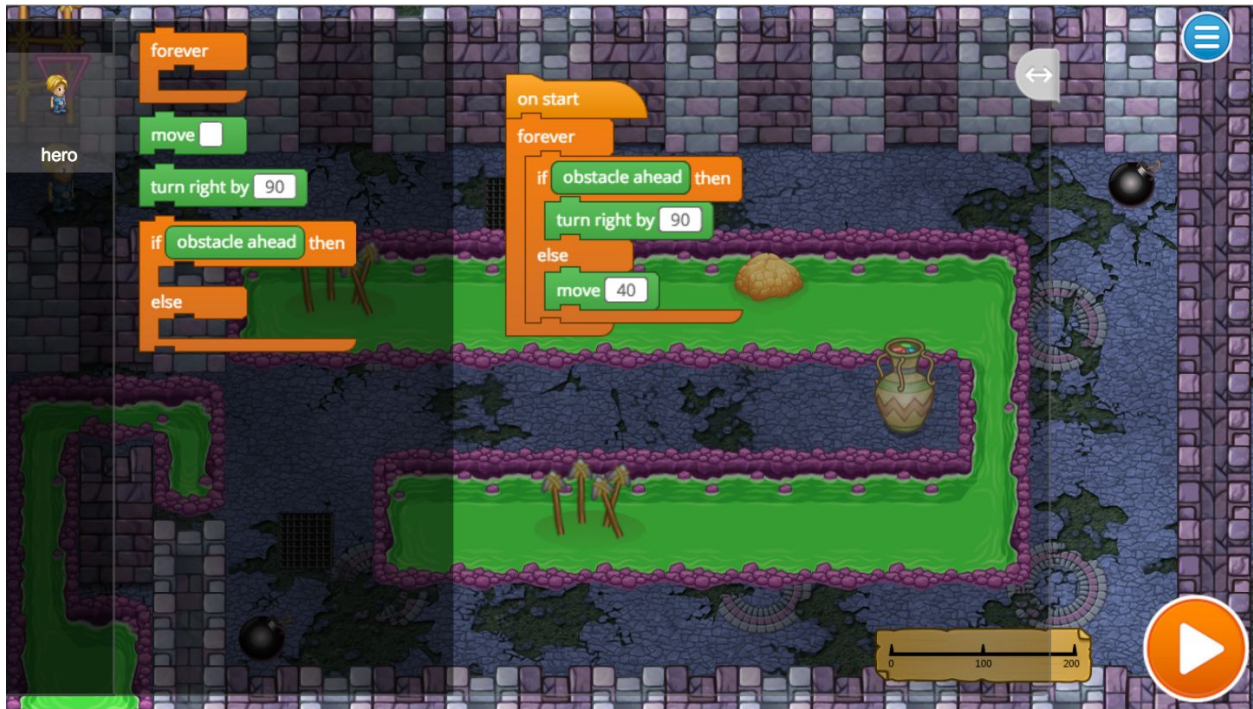 hero
forever
move
turn right by 90
if obstacle ahead then
else
on start
forever
if obstacle ahead then
turn right by 90
else
move 40
0 100 200